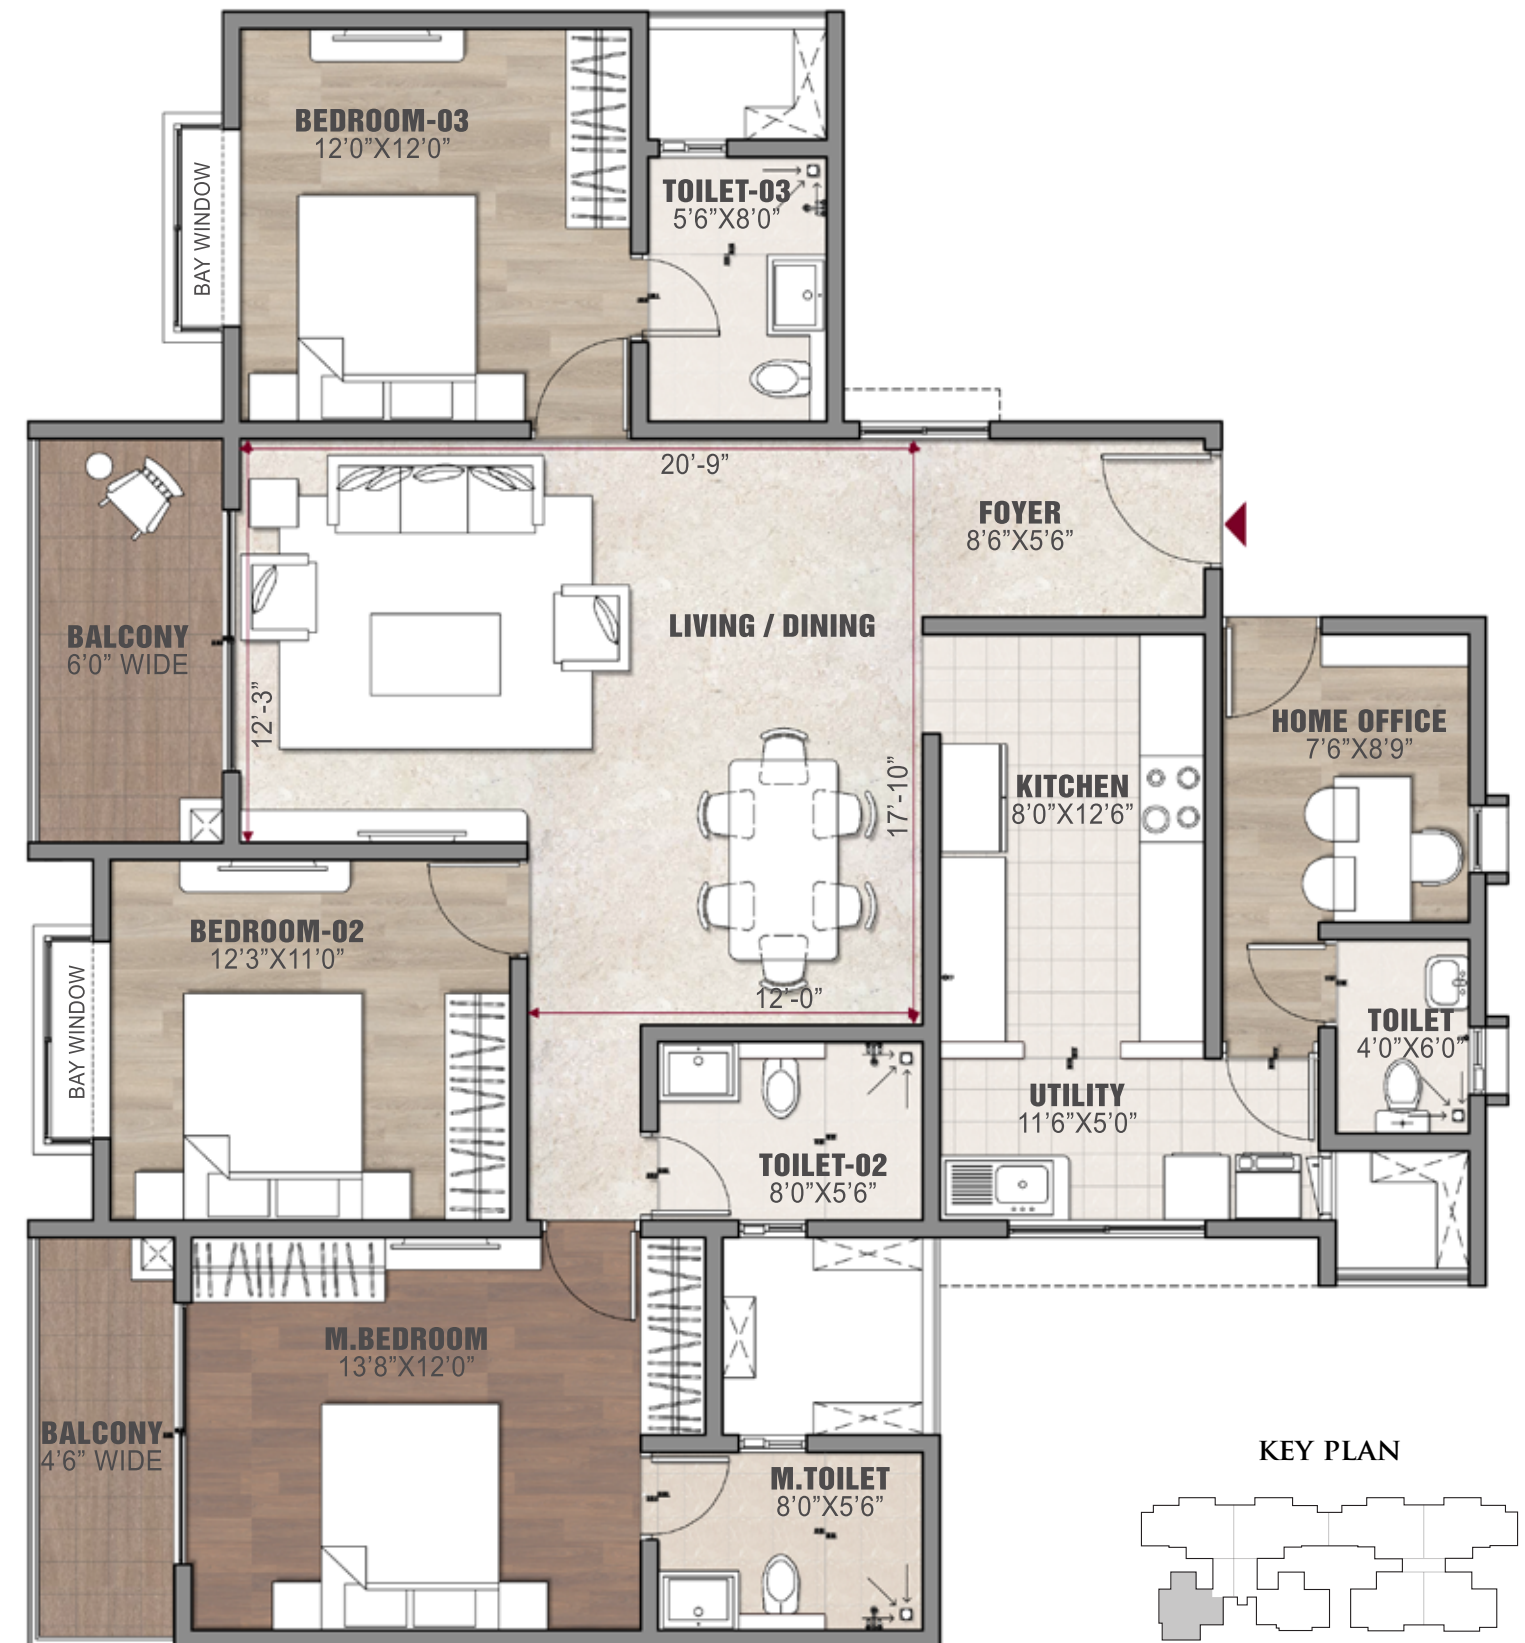 BEDROOM-03
12'0"X12'0"
BAY WINDOW
TOILET-03
5'6"X8'0"
20'-9"
FOYER
8'6"X5'6"
LIVING / DINING
BALCONY
6'0" WIDE
12'-3"
17'-10"
KITCHEN
8'0"X12'6"
HOME OFFICE
7'6"X8'9"
BEDROOM-02
12'3"X11'0"
BAY WINDOW
12'-0"
TOILET
4'0"X6'0"
UTILITY
11'6"X5'0"
TOILET-02
8'0"X5'6"
M.BEDROOM
13'8"X12'0"
BALCONY
4'6" WIDE
M.TOILET
8'0"X5'6"
KEY PLAN